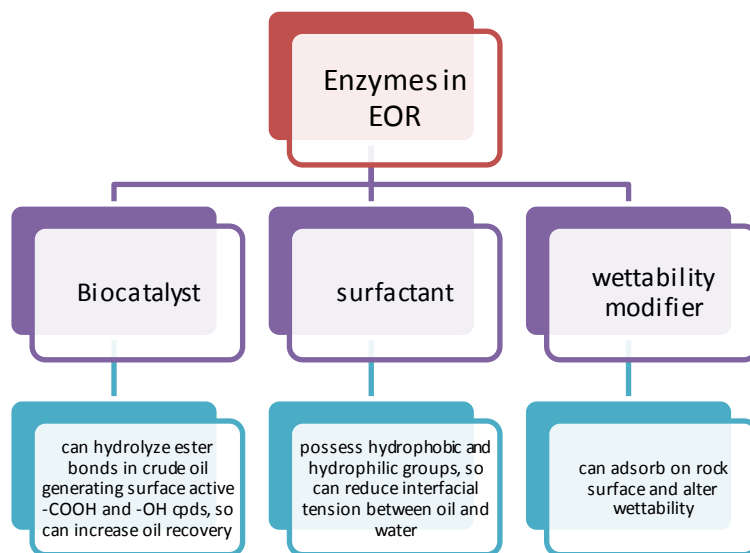 Enzymes in
EOR
Biocatalyst
surfactant
wettability
modifier
can hydrolyze ester
bonds in crude oil
generating surface active
-COOH and -OH cpds, so
can increase oil recovery
possess hydrophobic and
hydrophilic groups, so
can reduce interfacial
tension between oil and
water
can adsorb on rock
surface and alter
wettability